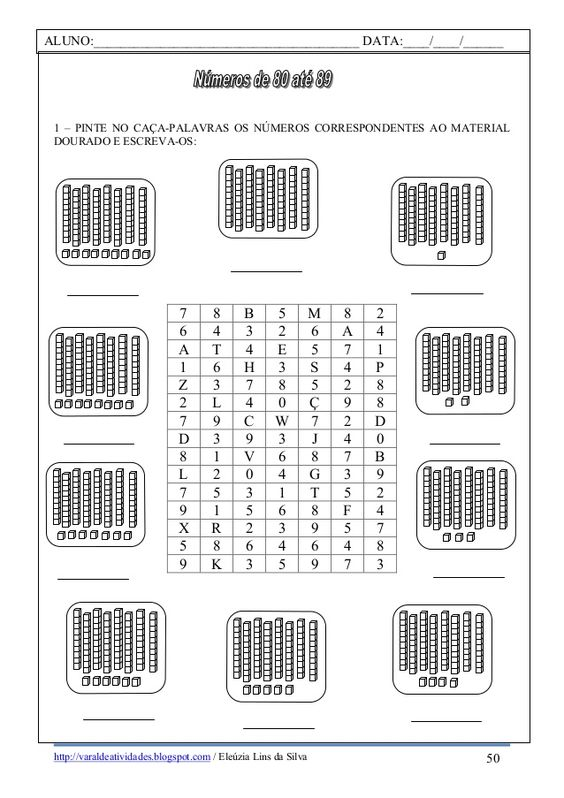 ALUNO:_______________________________________ DATA:____/____/______
Números de 80 até 89
1 – PINTE NO CAÇA-PALAVRAS OS NÚMEROS CORRESPONDENTES AO MATERIAL
DOURADO E ESCREVA-OS:
7 8 B 5 M 8 2
6 4 3 2 6 A 4
A T 4 E 5 7 1
1 6 H 3 S 4 P
Z 3 7 8 5 2 8
2 L 4 0 Ç 9 8
7 9 C W 7 2 D
D 3 9 3 J 4 0
8 1 V 6 8 7 B
L 2 0 4 G 3 9
7 5 3 1 T 5 2
9 1 5 6 8 F 4
X R 2 3 9 5 7
5 8 6 4 6 4 8
9 K 3 5 9 7 3
http://varaldeatividades.blogspot.com / Eleúzia Lins da Silva
50